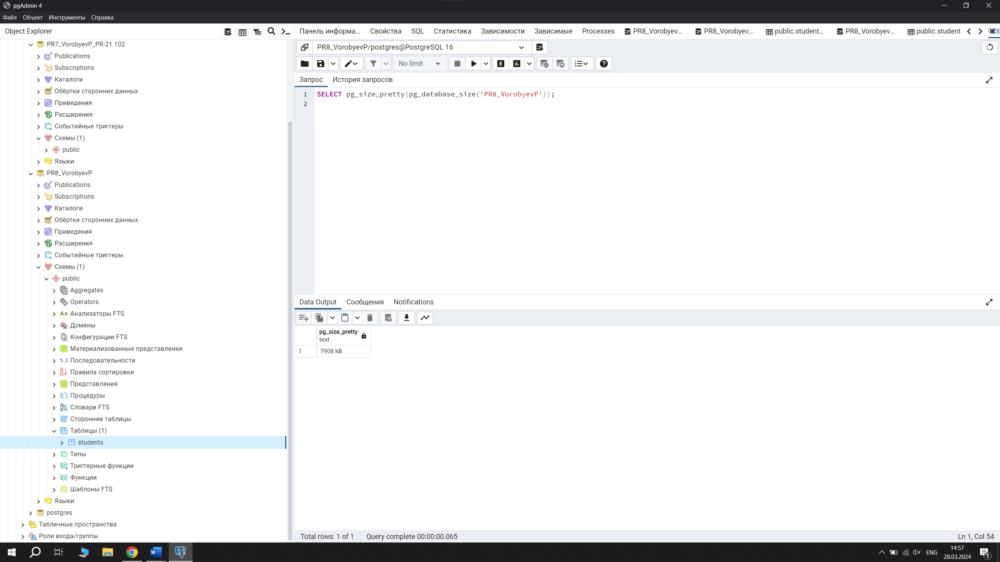 pgAdmin 4
Файл Объект Инструменты Справка
Object Explorer
PR7_VorobyevP_PR-21.102
Publications
Subscriptions
Каталоги
Обёртки сторонних данных
Приведения
Расширения
Событийные триггеры
Схемы (1)
public
Языки
PR8_VorobyevP
Publications
Subscriptions
Каталоги
Обёртки сторонних данных
Приведения
Расширения
Событийные триггеры
Схемы (1)
public
Aggregates
Operators
Анализаторы FTS
Домены
Конфигурации FTS
Материализованные представления
1..3 Последовательности
Правила сортировки
Представления
Процедуры
Словари FTS
Сторонние таблицы
Таблицы (1)
students
Типы
Триггерные функции
Функции
Шаблоны FTS
Языки
postgres
Табличные пространства
Роли входа/группы
Панель информа... Свойства SQL Статистика Зависимости Зависимые Processes PR8_Vorobyev... PR8_Vorobyev... public.student... PR8_Vorobyev... public.student
PR8_VorobyevP/postgres@PostgreSQL 16
No limit
Запрос История запросов
1 SELECT pg_size_pretty(pg_database_size('PR8_VorobyevP'));
2
Data Output Сообщения Notifications
pg_size_pretty
text
1 7908 kB
Total rows: 1 of 1 Query complete 00:00:00.065 Ln 1, Col 54
ENG 14:57
28.03.2024
1